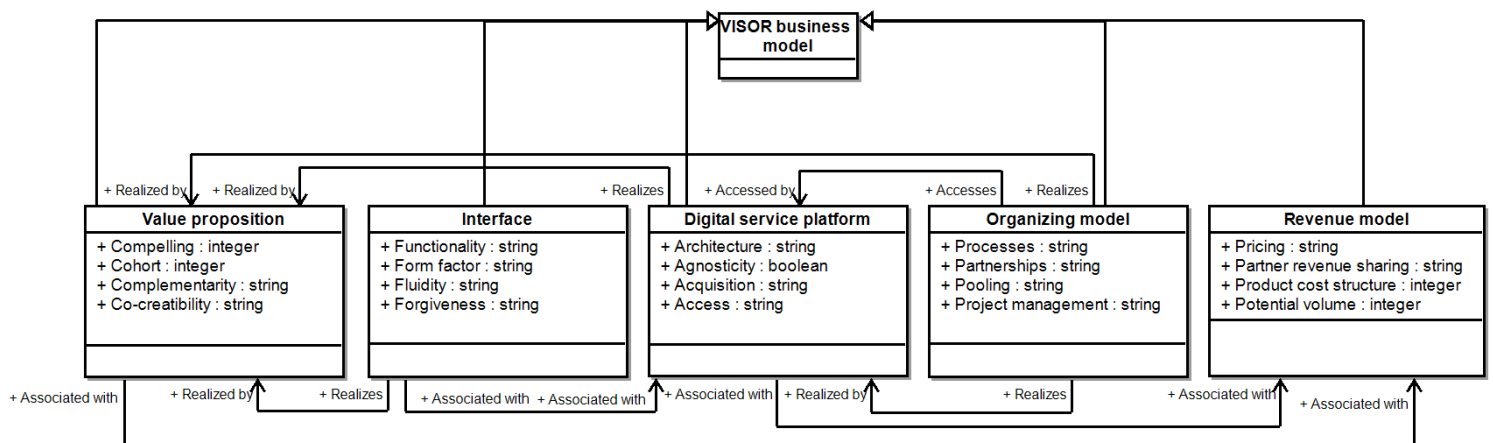 VISOR business
model
+ Realized by
+ Realized by
+ Realizes
+ Accessed by
+ Accesses
+ Realizes
Value proposition
+ Compelling : integer
+ Cohort : integer
+ Complementarity : string
+ Co-creatibility : string
Interface
+ Functionality : string
+ Form factor : string
+ Fluidity : string
+ Forgiveness : string
Digital service platform
+ Architecture : string
+ Agnosticity : boolean
+ Acquisition : string
+ Access : string
Organizing model
+ Processes : string
+ Partnerships : string
+ Pooling : string
+ Project management : string
Revenue model
+ Pricing : string
+ Partner revenue sharing : string
+ Product cost structure : integer
+ Potential volume : integer
+ Associated with
+ Realized by
+ Realizes
+ Associated with
+ Associated with
+ Associated with
+ Realized by
+ Realizes
+ Associated with
+ Associated with